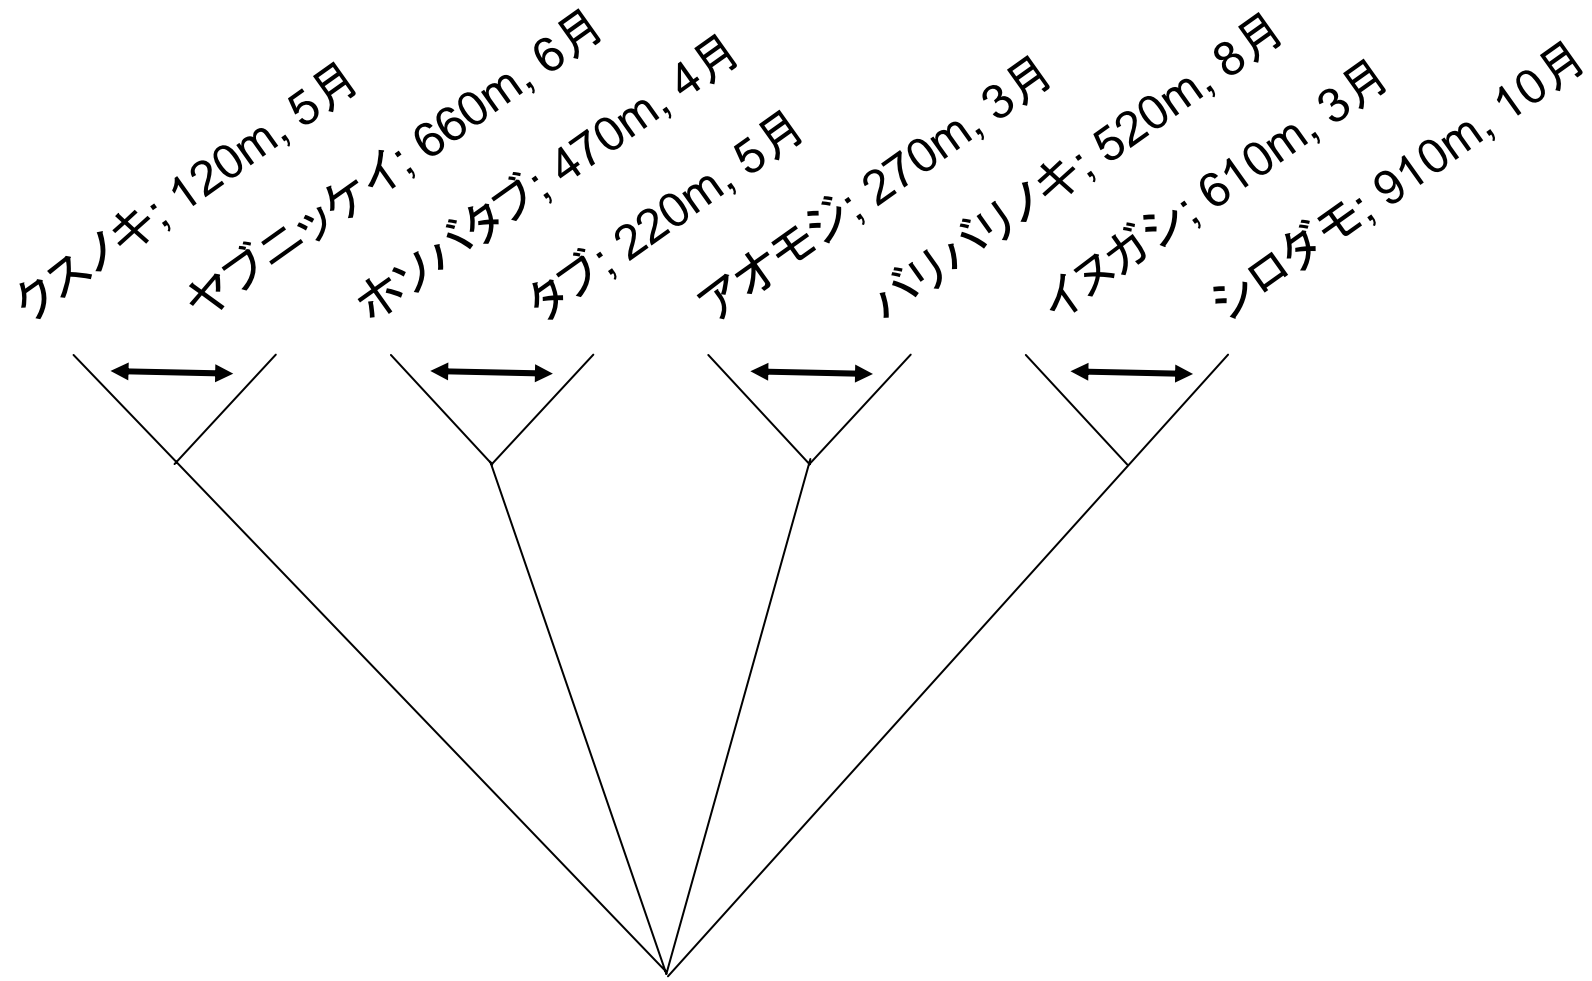 クスノキ; 120m, 5月
ヤブニッケイ; 660m, 6月
ホソバタブ; 470m, 4月
タブ; 220m, 5月
アオモジ; 270m, 3月
バリバリノキ; 520m, 8月
イヌガシ; 610m, 3月
シロダモ; 910m, 10月